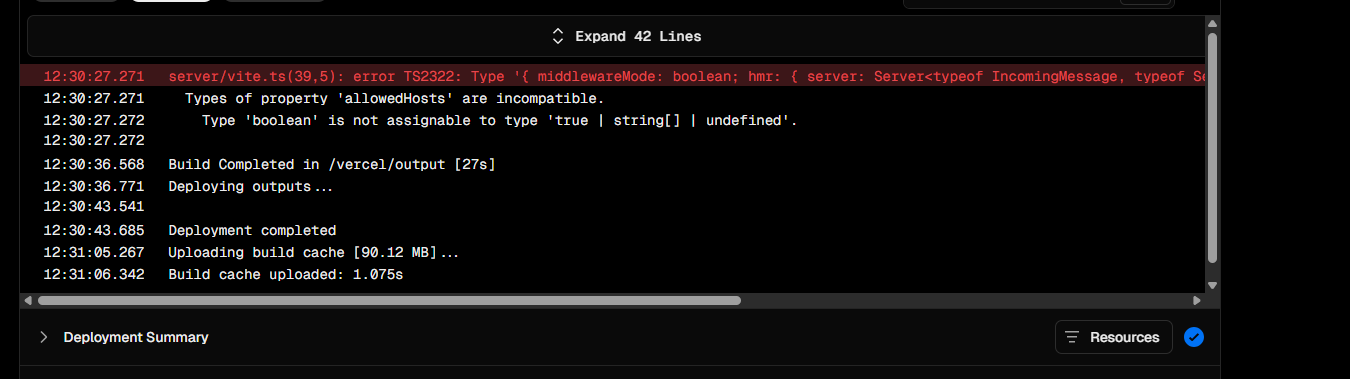 Expand 42 Lines
12:30:27.271 server/vite.ts(39,5): error TS2322: Type '{ middlewareMode: boolean; hmr: { server: Server<typeof IncomingMessage, typeof Se
12:30:27.271 Types of property 'allowedHosts' are incompatible.
12:30:27.272 Type 'boolean' is not assignable to type 'true | string[] | undefined'.
12:30:27.272
12:30:36.568 Build Completed in /vercel/output [27s]
12:30:36.771 Deploying outputs...
12:30:43.541
12:30:43.685 Deployment completed
12:31:05.267 Uploading build cache [90.12 MB]...
12:31:06.342 Build cache uploaded: 1.075s
Deployment Summary
Resources